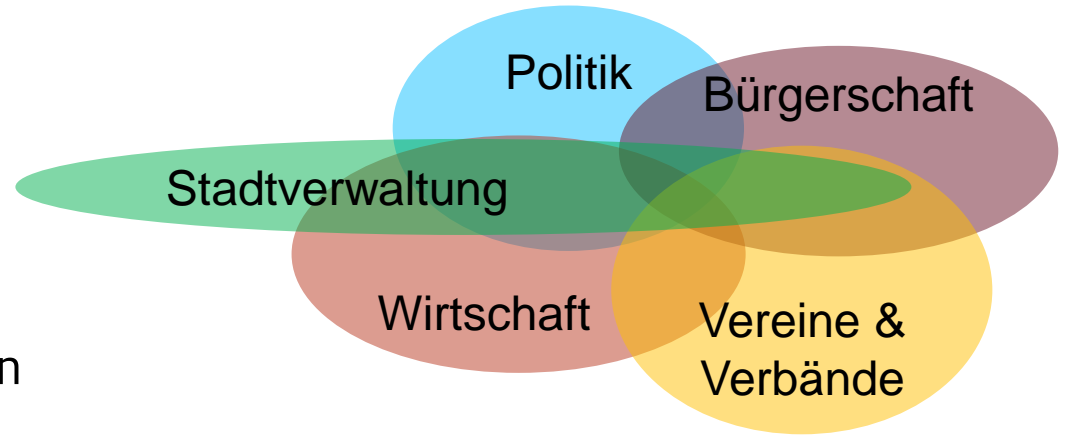 Politik
Bürgerschaft
Stadtverwaltung
Wirtschaft
Vereine &
Verbände
n